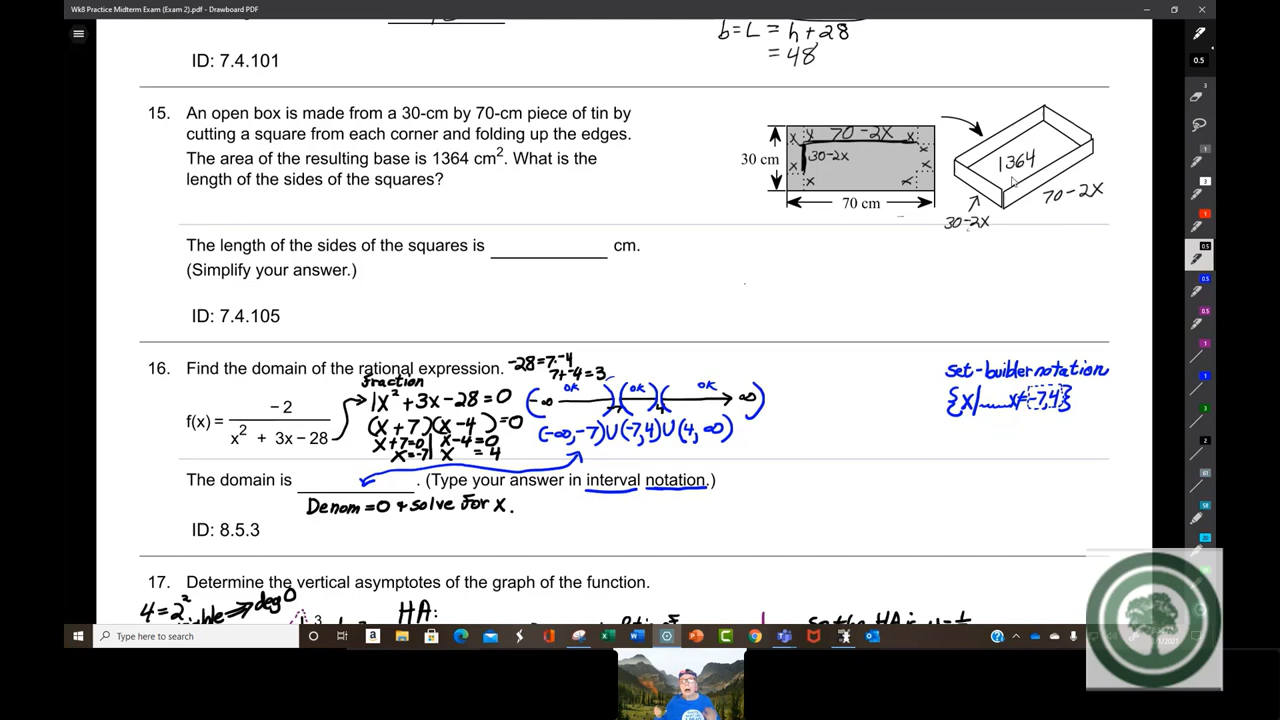 Wk8 Practice Midterm Exam (Exam 2).pdf - Drawboard PDF
b = L = h + 28
= 48
ID: 7.4.101
15. An open box is made from a 30-cm by 70-cm piece of tin by
cutting a square from each corner and folding up the edges.
The area of the resulting base is 1364 cm². What is the
length of the sides of the squares?
x x 70-2X x
30 cm x 30-2x x x
x x
70 cm
1364
70-2X
30-2X
The length of the sides of the squares is ____ cm.
(Simplify your answer.)
ID: 7.4.105
16. Find the domain of the rational expression.
-28=7·-4
7+-4=3
fraction
f(x) = -2 / x² + 3x - 28
1x²+3x-28=0
(x+7)(x-4)=0
x+7=0 | x-4=0
x=-7 | x = 4
OK OK OK
(-∞ -7 4 ∞)
(-∞,-7)∪(-7,4)∪(4,∞)
set-builder notation
{x|x≠-7,4}
The domain is ____. (Type your answer in interval notation.)
Denom=0 + solve for x.
ID: 8.5.3
17. Determine the vertical asymptotes of the graph of the function.
4=2²
deg 0
HA:
Type here to search
0.5